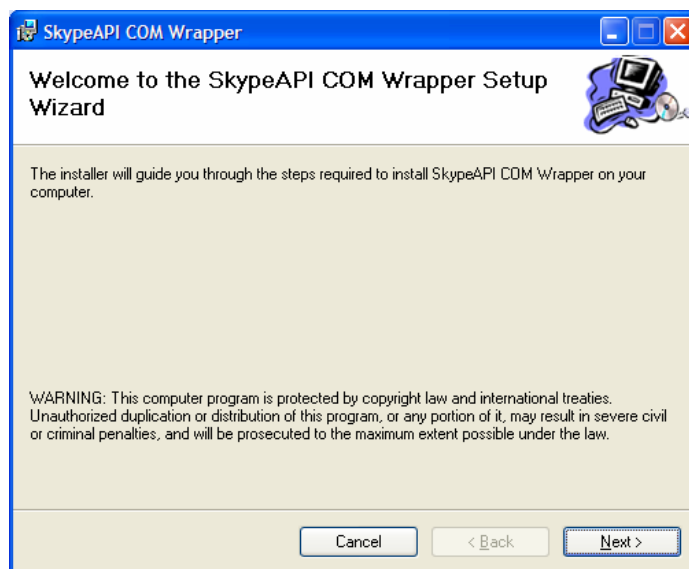 SkypeAPI COM Wrapper
Welcome to the SkypeAPI COM Wrapper Setup
Wizard
The installer will guide you through the steps required to install SkypeAPI COM Wrapper on your
computer.
WARNING: This computer program is protected by copyright law and international treaties.
Unauthorized duplication or distribution of this program, or any portion of it, may result in severe civil
or criminal penalties, and will be prosecuted to the maximum extent possible under the law.
Cancel
< Back
Next >